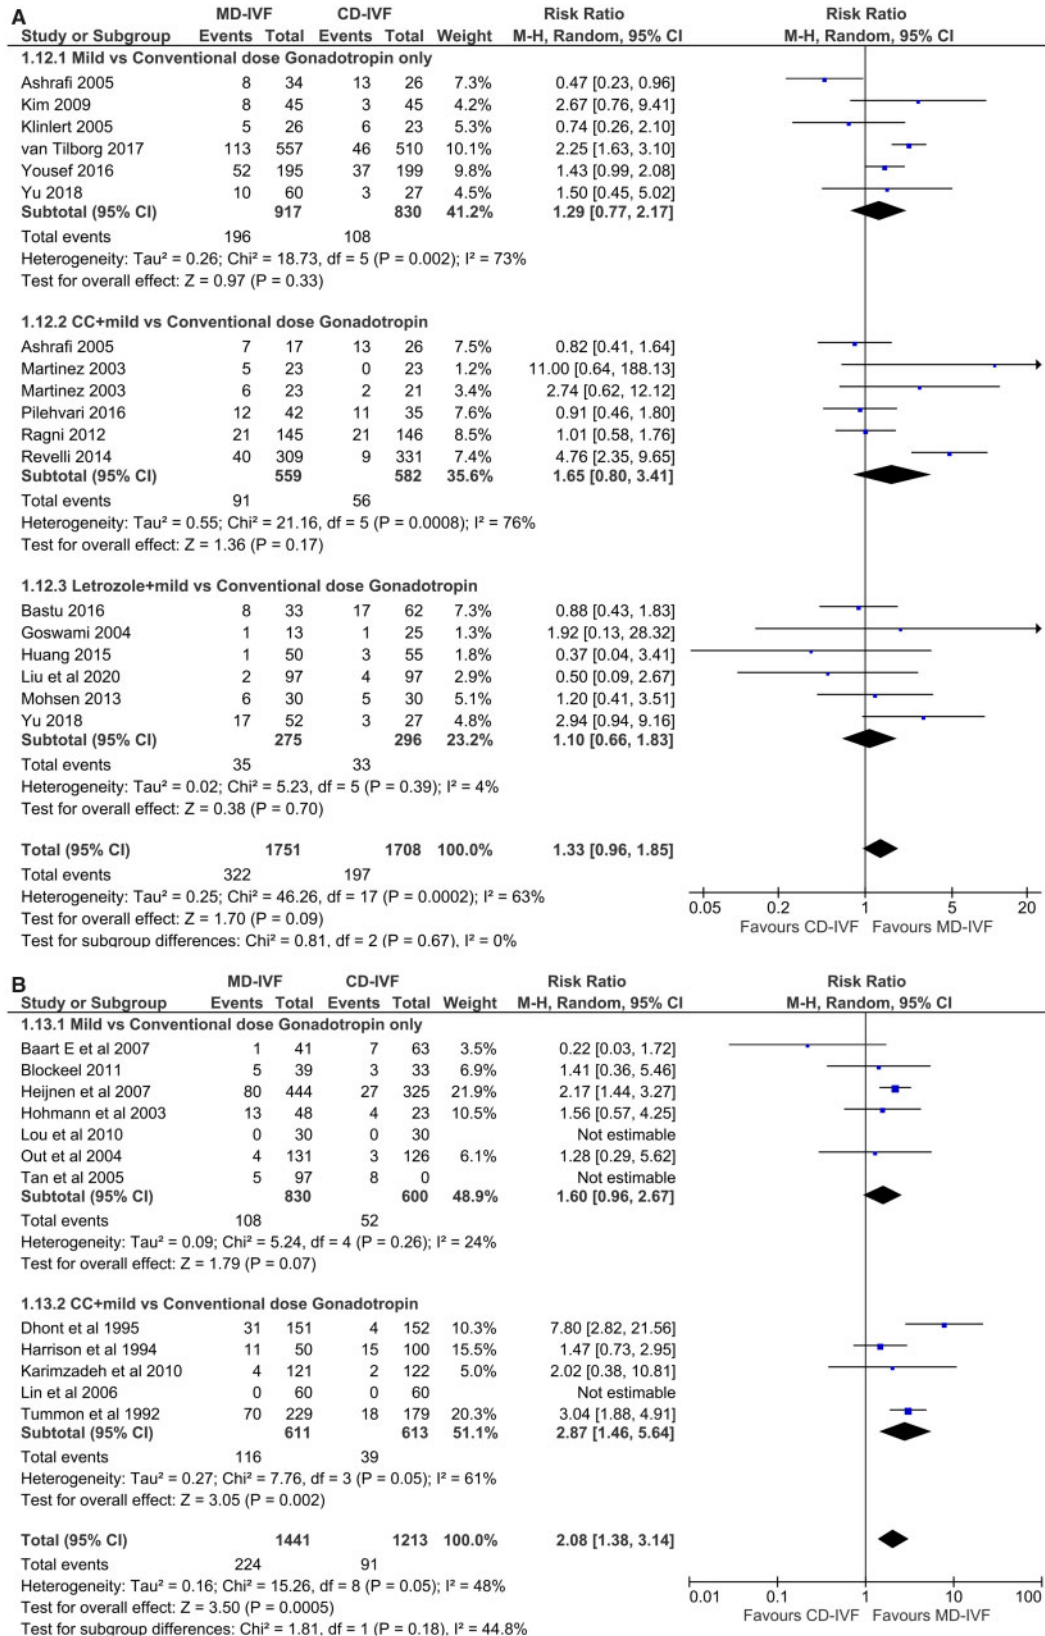 A
MD-IVF CD-IVF Risk Ratio Risk Ratio
Study or Subgroup Events Total Events Total Weight M-H, Random, 95% CI M-H, Random, 95% CI
1.12.1 Mild vs Conventional dose Gonadotropin only
Ashrafi 2005 8 34 13 26 7.3% 0.47 [0.23, 0.96]
Kim 2009 8 45 3 45 4.2% 2.67 [0.76, 9.41]
Klinlert 2005 5 26 6 23 5.3% 0.74 [0.26, 2.10]
van Tilborg 2017 113 557 46 510 10.1% 2.25 [1.63, 3.10]
Yousef 2016 52 195 37 199 9.8% 1.43 [0.99, 2.08]
Yu 2018 10 60 3 27 4.5% 1.50 [0.45, 5.02]
Subtotal (95% CI) 917 830 41.2% 1.29 [0.77, 2.17]
Total events 196 108
Heterogeneity: Tau² = 0.26; Chi² = 18.73, df = 5 (P = 0.002); I² = 73%
Test for overall effect: Z = 0.97 (P = 0.33)
1.12.2 CC+mild vs Conventional dose Gonadotropin
Ashrafi 2005 7 17 13 26 7.5% 0.82 [0.41, 1.64]
Martinez 2003 5 23 0 23 1.2% 11.00 [0.64, 188.13]
Martinez 2003 6 23 2 21 3.4% 2.74 [0.62, 12.12]
Pilehvari 2016 12 42 11 35 7.6% 0.91 [0.46, 1.80]
Ragni 2012 21 145 21 146 8.5% 1.01 [0.58, 1.76]
Revelli 2014 40 309 9 331 7.4% 4.76 [2.35, 9.65]
Subtotal (95% CI) 559 582 35.6% 1.65 [0.80, 3.41]
Total events 91 56
Heterogeneity: Tau² = 0.55; Chi² = 21.16, df = 5 (P = 0.0008); I² = 76%
Test for overall effect: Z = 1.36 (P = 0.17)
1.12.3 Letrozole+mild vs Conventional dose Gonadotropin
Bastu 2016 8 33 17 62 7.3% 0.88 [0.43, 1.83]
Goswami 2004 1 13 1 25 1.3% 1.92 [0.13, 28.32]
Huang 2015 1 50 3 55 1.8% 0.37 [0.04, 3.41]
Liu et al 2020 2 97 4 97 2.9% 0.50 [0.09, 2.67]
Mohsen 2013 6 30 5 30 5.1% 1.20 [0.41, 3.51]
Yu 2018 17 52 3 27 4.8% 2.94 [0.94, 9.16]
Subtotal (95% CI) 275 296 23.2% 1.10 [0.66, 1.83]
Total events 35 33
Heterogeneity: Tau² = 0.02; Chi² = 5.23, df = 5 (P = 0.39); I² = 4%
Test for overall effect: Z = 0.38 (P = 0.70)
Total (95% CI) 1751 1708 100.0% 1.33 [0.96, 1.85]
Total events 322 197
Heterogeneity: Tau² = 0.25; Chi² = 46.26, df = 17 (P = 0.0002); I² = 63%
Test for overall effect: Z = 1.70 (P = 0.09)
Test for subgroup differences: Chi² = 0.81, df = 2 (P = 0.67), I² = 0%
0.05 0.2 1 5 20
Favours CD-IVF Favours MD-IVF
B
MD-IVF CD-IVF Risk Ratio Risk Ratio
Study or Subgroup Events Total Events Total Weight M-H, Random, 95% CI M-H, Random, 95% CI
1.13.1 Mild vs Conventional dose Gonadotropin only
Baart E et al 2007 1 41 7 63 3.5% 0.22 [0.03, 1.72]
Blockeel 2011 5 39 3 33 6.9% 1.41 [0.36, 5.46]
Heijnen et al 2007 80 444 27 325 21.9% 2.17 [1.44, 3.27]
Hohmann et al 2003 13 48 4 23 10.5% 1.56 [0.57, 4.25]
Lou et al 2010 0 30 0 30 Not estimable
Out et al 2004 4 131 3 126 6.1% 1.28 [0.29, 5.62]
Tan et al 2005 5 97 8 0 Not estimable
Subtotal (95% CI) 830 600 48.9% 1.60 [0.96, 2.67]
Total events 108 52
Heterogeneity: Tau² = 0.09; Chi² = 5.24, df = 4 (P = 0.26); I² = 24%
Test for overall effect: Z = 1.79 (P = 0.07)
1.13.2 CC+mild vs Conventional dose Gonadotropin
Dhont et al 1995 31 151 4 152 10.3% 7.80 [2.82, 21.56]
Harrison et al 1994 11 50 15 100 15.5% 1.47 [0.73, 2.95]
Karimzadeh et al 2010 4 121 2 122 5.0% 2.02 [0.38, 10.81]
Lin et al 2006 0 60 0 60 Not estimable
Tummon et al 1992 70 229 18 179 20.3% 3.04 [1.88, 4.91]
Subtotal (95% CI) 611 613 51.1% 2.87 [1.46, 5.64]
Total events 116 39
Heterogeneity: Tau² = 0.27; Chi² = 7.76, df = 3 (P = 0.05); I² = 61%
Test for overall effect: Z = 3.05 (P = 0.002)
Total (95% CI) 1441 1213 100.0% 2.08 [1.38, 3.14]
Total events 224 91
Heterogeneity: Tau² = 0.16; Chi² = 15.26, df = 8 (P = 0.05); I² = 48%
Test for overall effect: Z = 3.50 (P = 0.0005)
Test for subgroup differences: Chi² = 1.81, df = 1 (P = 0.18), I² = 44.8%
0.01 0.1 1 10 100
Favours CD-IVF Favours MD-IVF